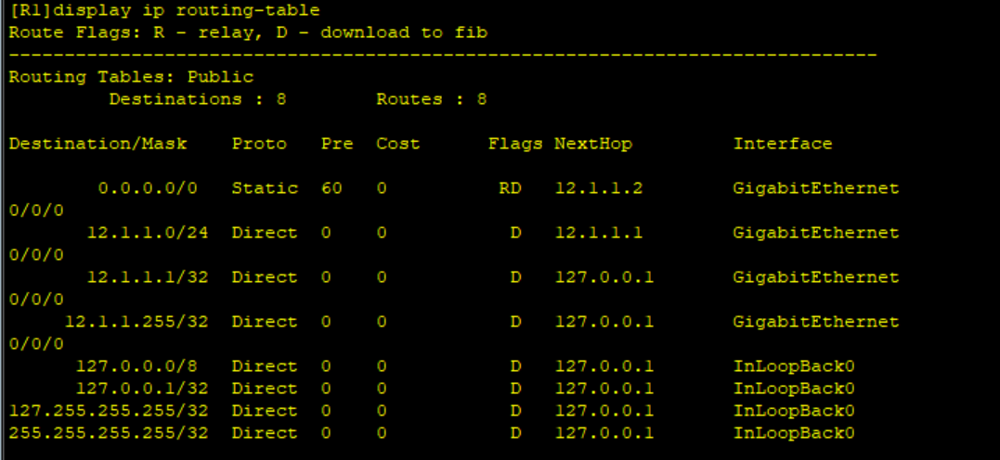 [R1]display ip routing-table
Route Flags: R - relay, D - download to fib
------------------------------------------------------------------------------
Routing Tables: Public
         Destinations : 8        Routes : 8

Destination/Mask    Proto   Pre  Cost      Flags NextHop         Interface

        0.0.0.0/0   Static  60   0          RD   12.1.1.2        GigabitEthernet
0/0/0
       12.1.1.0/24  Direct  0    0           D   12.1.1.1        GigabitEthernet
0/0/0
       12.1.1.1/32  Direct  0    0           D   127.0.0.1       GigabitEthernet
0/0/0
     12.1.1.255/32  Direct  0    0           D   127.0.0.1       GigabitEthernet
0/0/0
      127.0.0.0/8   Direct  0    0           D   127.0.0.1       InLoopBack0
      127.0.0.1/32  Direct  0    0           D   127.0.0.1       InLoopBack0
127.255.255.255/32  Direct  0    0           D   127.0.0.1       InLoopBack0
255.255.255.255/32  Direct  0    0           D   127.0.0.1       InLoopBack0